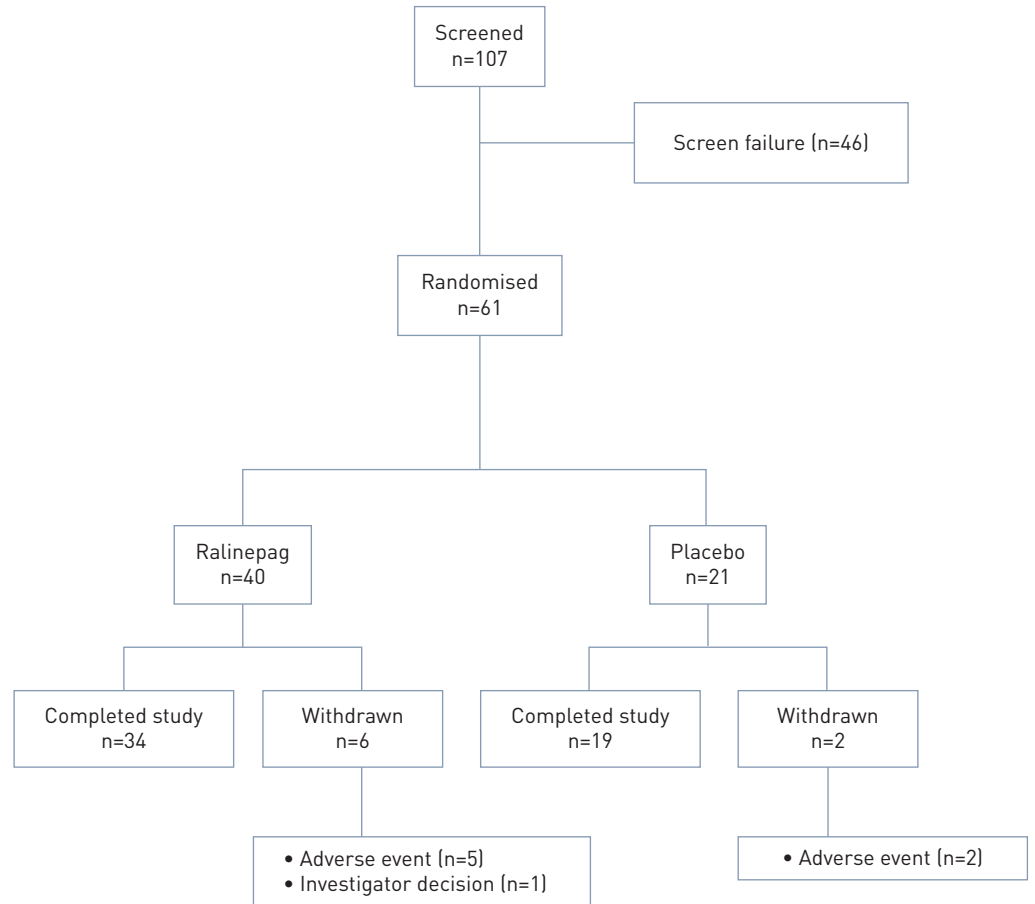 Screened
n=107
Screen failure (n=46)
Randomised
n=61
Ralinepag
n=40
Placebo
n=21
Completed study
n=34
Withdrawn
n=6
Completed study
n=19
Withdrawn
n=2
• Adverse event (n=5)
• Investigator decision (n=1)
• Adverse event (n=2)